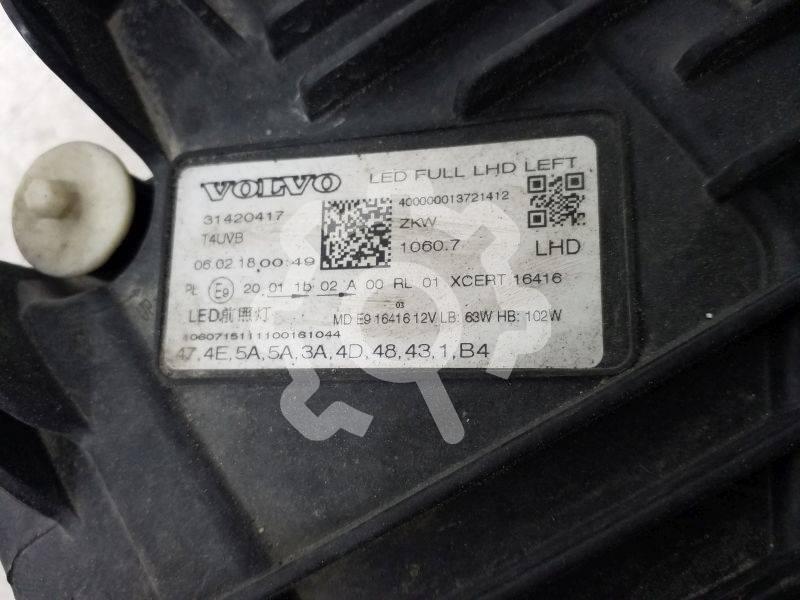 VOLVO LED FULL LHD LEFT
31420417 400000013721412
T4UVB ZKW
06.02.18 00:49 1060.7 LHD
PL E9 20 01 1b 02 A 00 RL 01 XCERT 16416
03
LED前照灯 MD E9 16416 12V LB: 63W HB: 102W
1060715111100161044
47,4E,5A,5A,3A,4D,48,43,1,B4